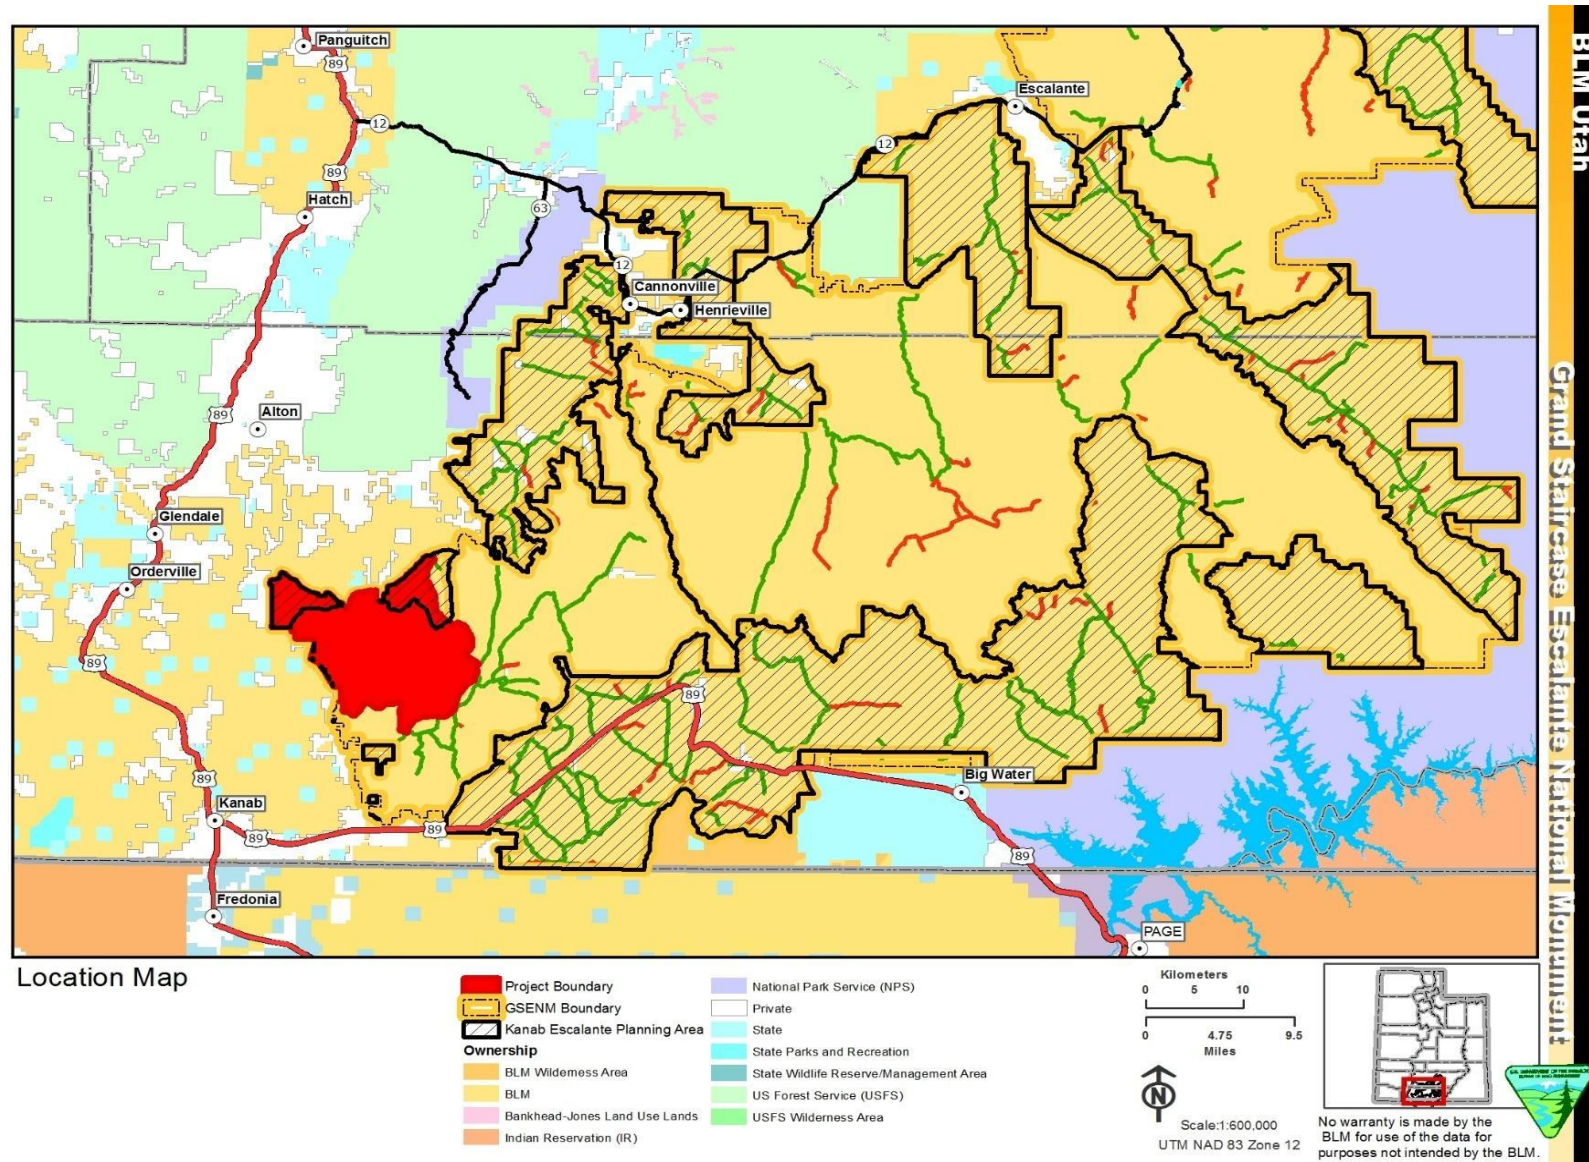 Panguitch
89
12
Escalante
12
89
Hatch
63
12
Cannonville
Henrieville
89
Alton
Glendale
Orderville
89
89
89
Big Water
Kanab
89
89
89
Fredonia
PAGE
BLM Utah
Grand Staircase Escalante National Monument
Location Map
Project Boundary
GSENM Boundary
Kanab Escalante Planning Area
Ownership
BLM Wilderness Area
BLM
Bankhead-Jones Land Use Lands
Indian Reservation (IR)
National Park Service (NPS)
Private
State
State Parks and Recreation
State Wildlife Reserve/Management Area
US Forest Service (USFS)
USFS Wilderness Area
Kilometers
0 5 10
0 4.75 9.5
Miles
N
Scale:1:600,000
UTM NAD 83 Zone 12
No warranty is made by the
BLM for use of the data for
purposes not intended by the BLM.